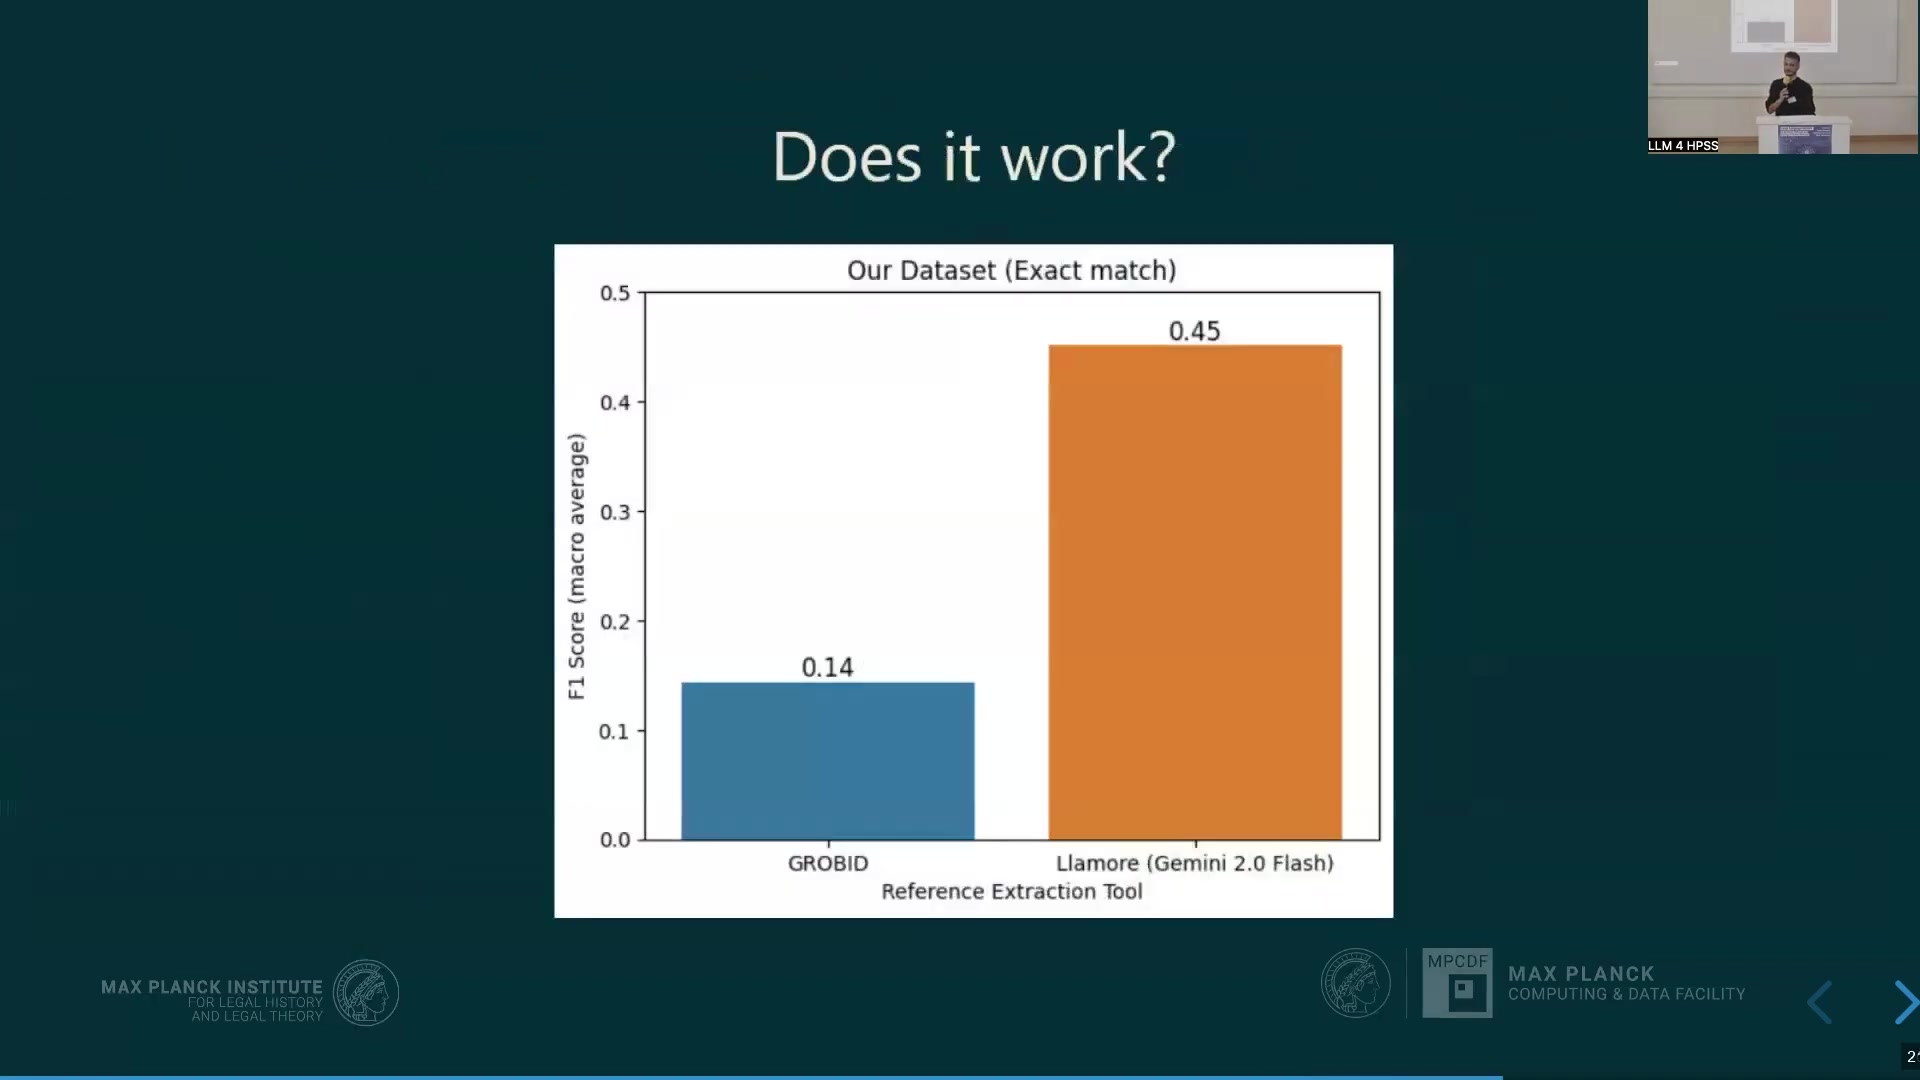 LLM 4 HPSS
Does it work?
Our Dataset (Exact match)
0.5
0.4
0.3
0.2
0.1
0.0
F1 Score (macro average)
0.14
0.45
GROBID
Llamore (Gemini 2.0 Flash)
Reference Extraction Tool
MAX PLANCK INSTITUTE
FOR LEGAL HISTORY
AND LEGAL THEORY
MPCDF
MAX PLANCK
COMPUTING & DATA FACILITY